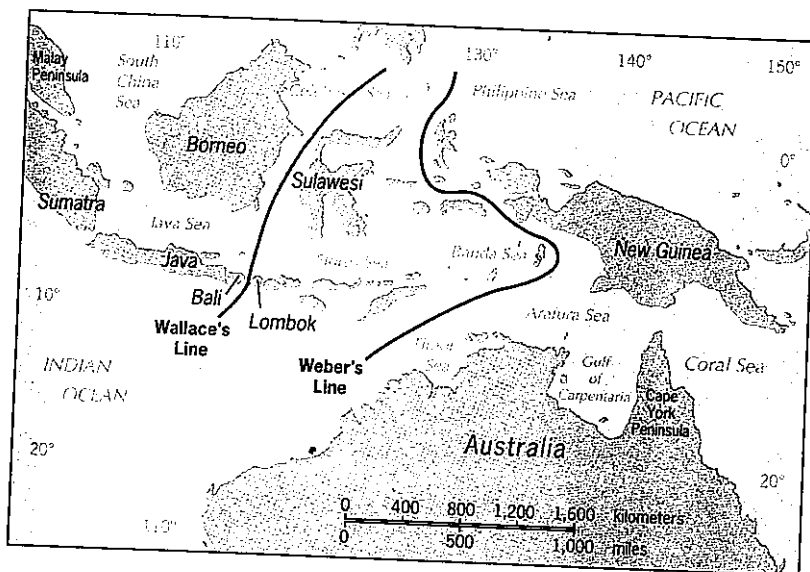 110°
130°
140°
150°
Malay
Peninsula
South
China
Sea
Philippine Sea
PACIFIC
OCEAN
Borneo
0°
Sulawesi
Sumatra
Java Sea
Banda Sea
New Guinea
Java
Bali
Lombok
10°
Wallace's
Line
Arafura Sea
Weber's
Line
Timor
Sea
INDIAN
OCEAN
Gulf
of
Carpentaria
Coral Sea
Cape
York
Peninsula
Australia
20°
20°
0 400 800 1,200 1,600 kilometers
0 500 1,000 miles
110°